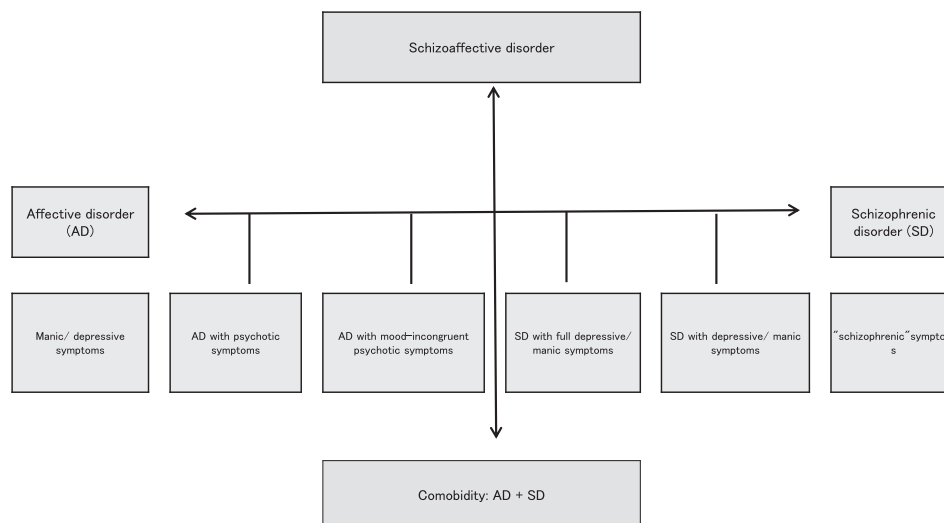 Schizoaffective disorder
Affective disorder
(AD)
Schizophrenic
disorder (SD)
Manic/ depressive
symptoms
AD with psychotic
symptoms
AD with mood-incongruent
psychotic symptoms
SD with full depressive/
manic symptoms
SD with depressive/ manic
symptoms
"schizophrenic"sympto
s
Comobidity: AD + SD